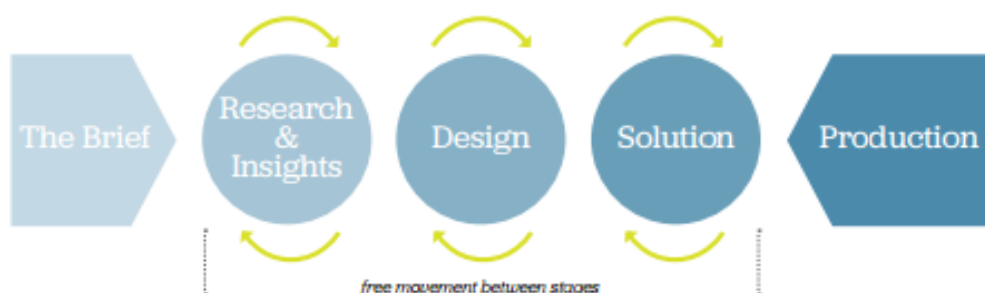 The Brief
Research
&
Insights
Design
Solution
Production
free movement between stages